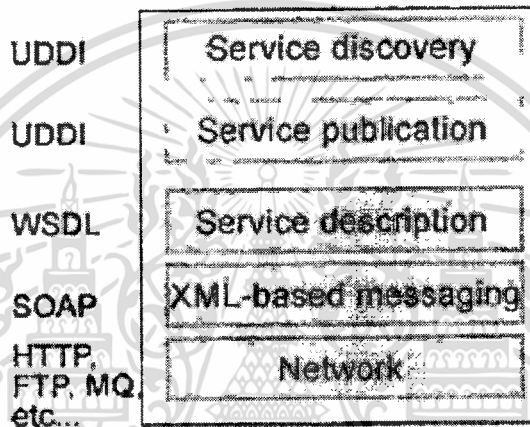 UDDI Service discovery
UDDI Service publication
WSDL Service description
SOAP XML-based messaging
HTTP,
FTP, MQ, Network
etc...